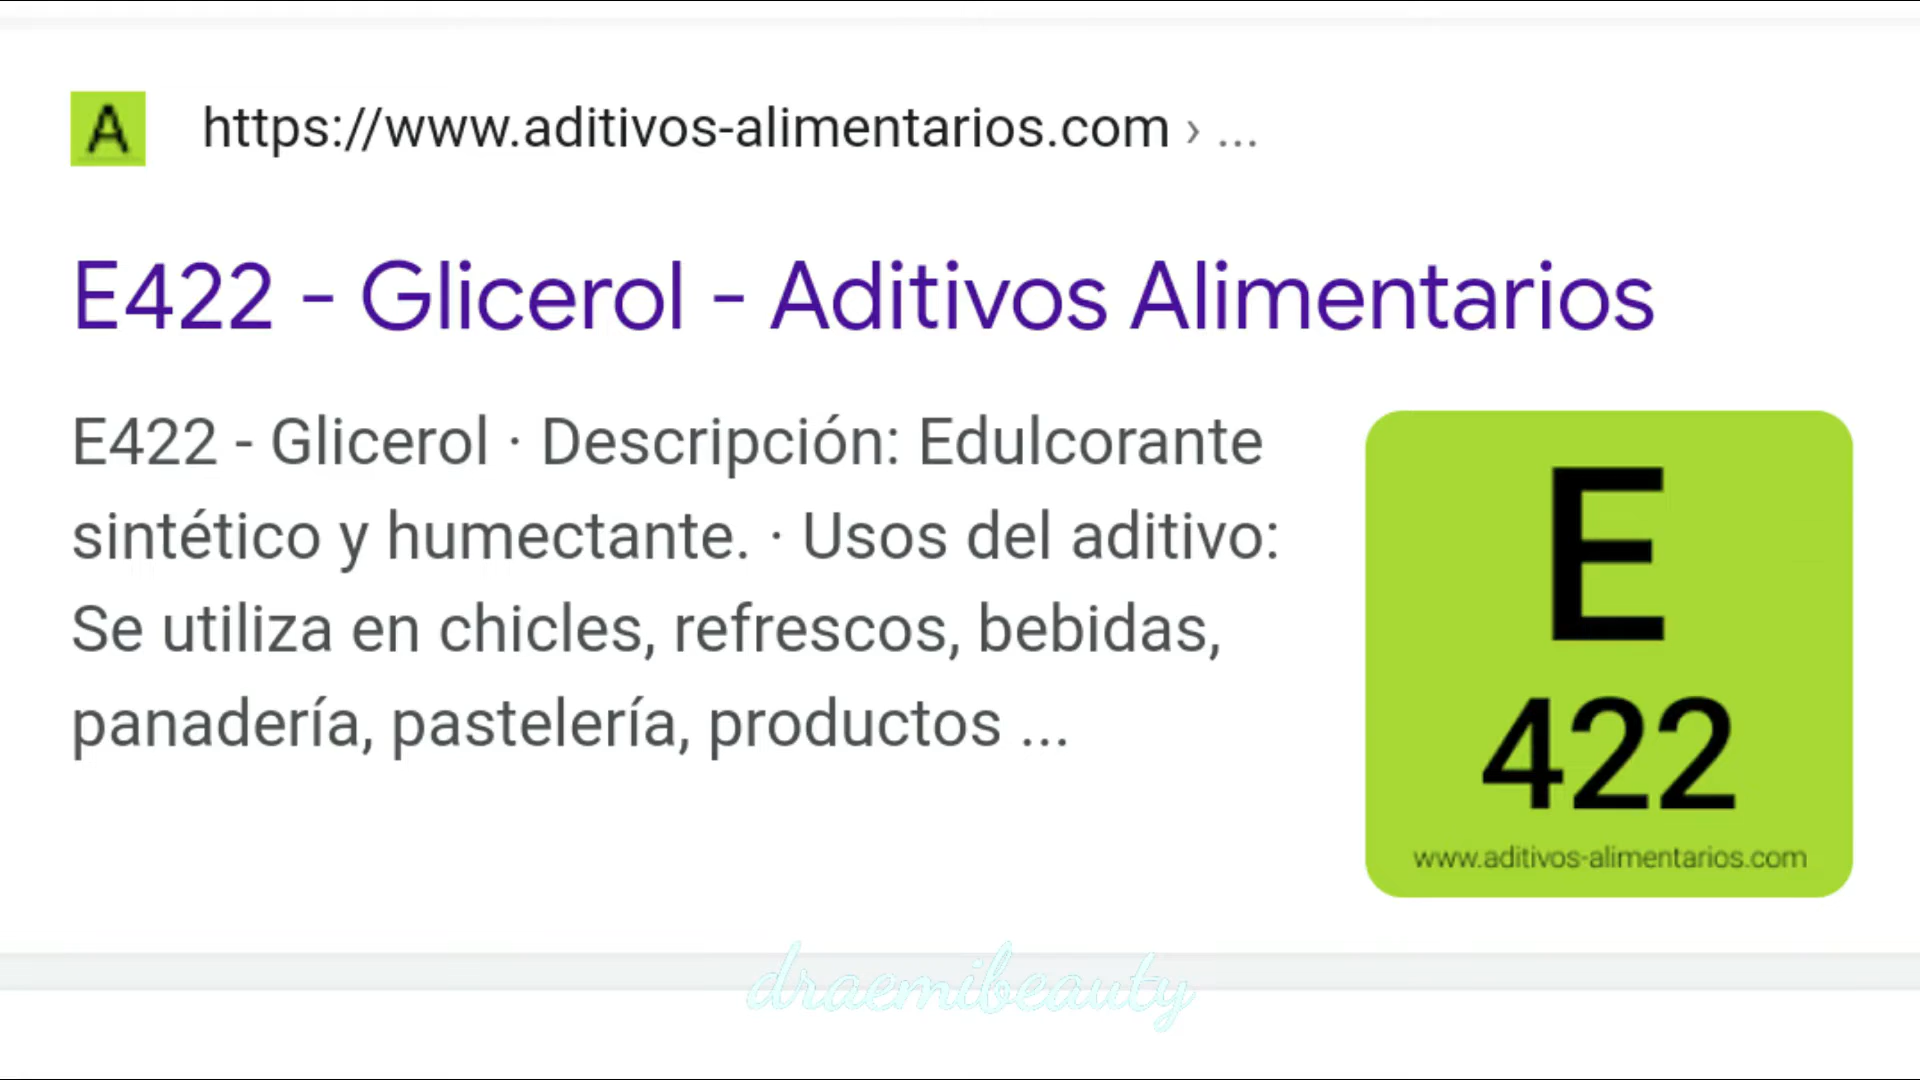 A
https://www.aditivos-alimentarios.com › ...
E422 - Glicerol - Aditivos Alimentarios
E422 - Glicerol · Descripción: Edulcorante
sintético y humectante. · Usos del aditivo:
Se utiliza en chicles, refrescos, bebidas,
panadería, pastelería, productos ...
E
422
www.aditivos-alimentarios.com
draemibeauty